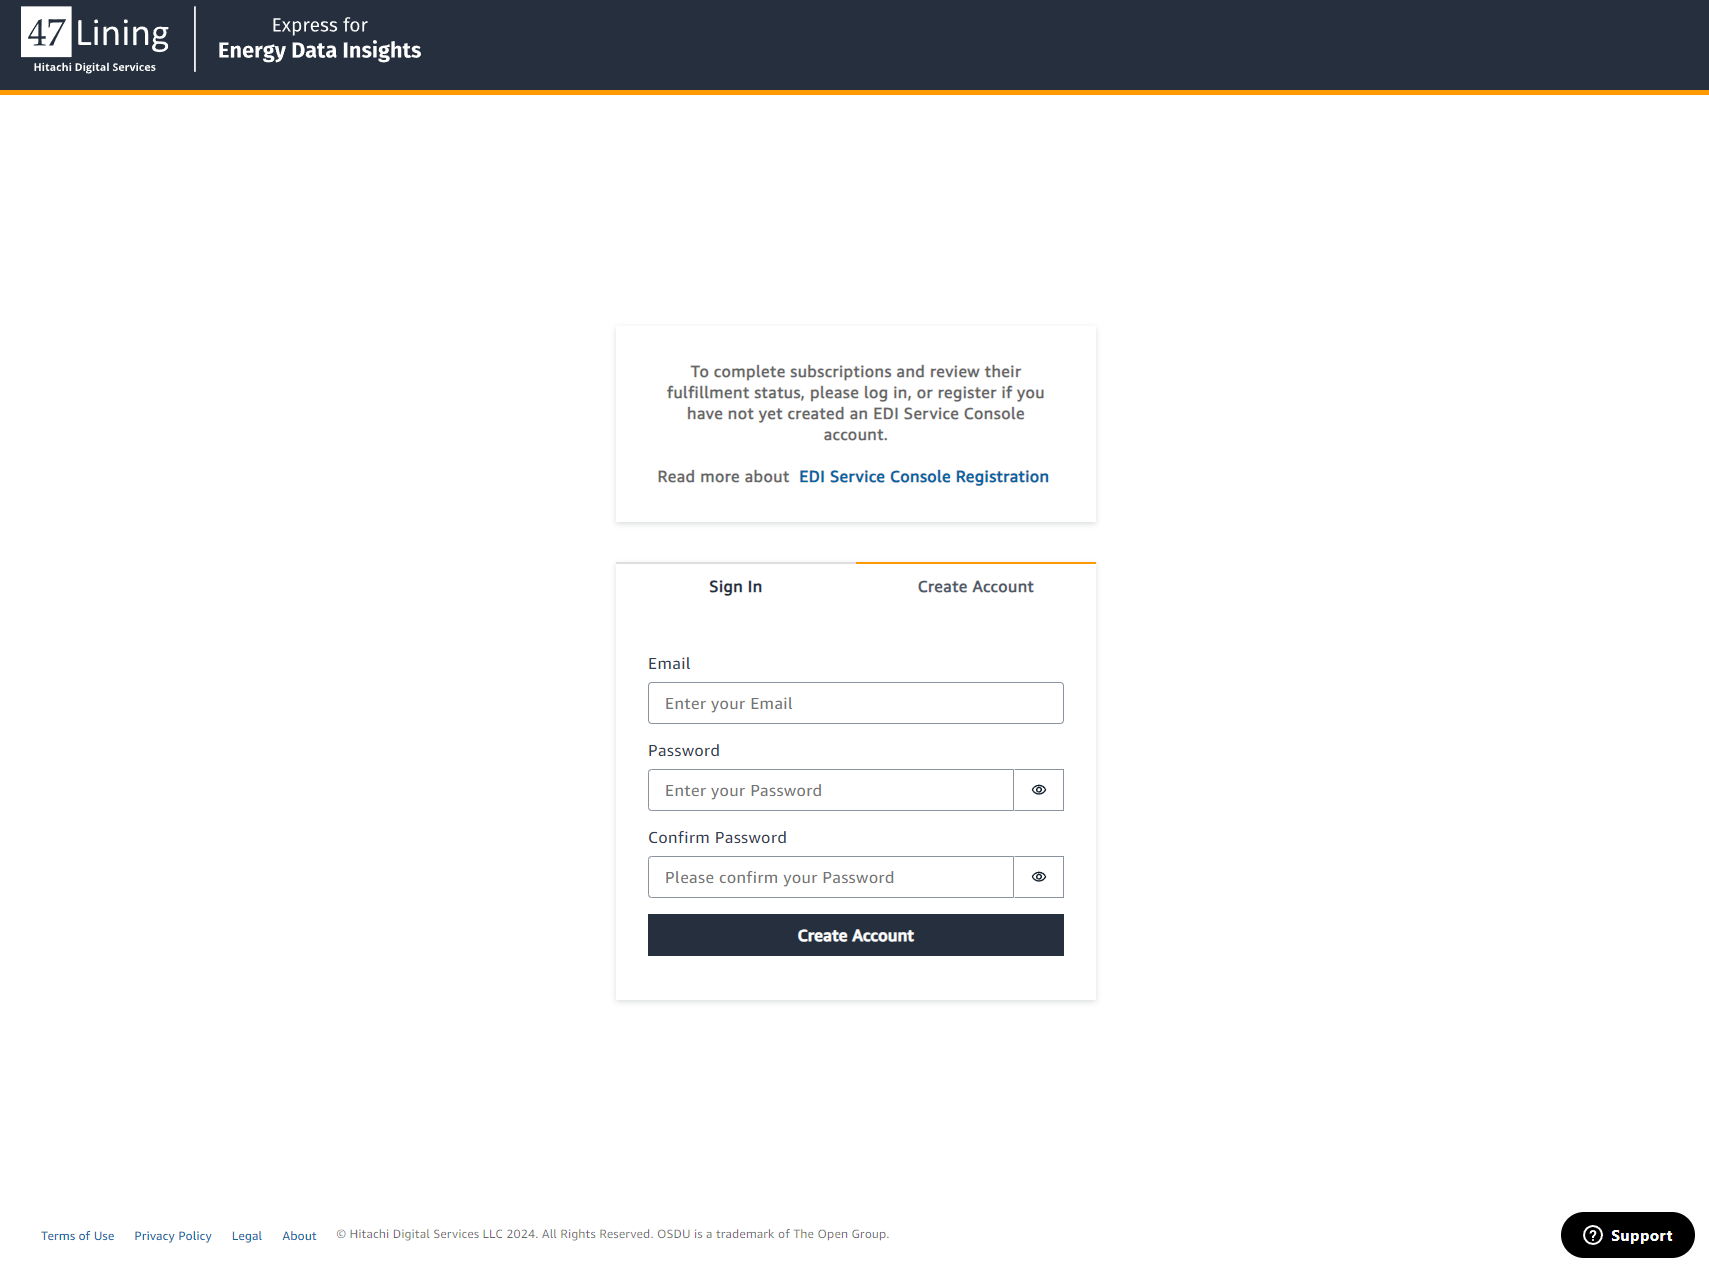 47 Lining
Hitachi Digital Services
Express for
Energy Data Insights
To complete subscriptions and review their
fulfillment status, please log in, or register if you
have not yet created an EDI Service Console
account.
Read more about EDI Service Console Registration
Sign In
Create Account
Email
Enter your Email
Password
Enter your Password
Confirm Password
Please confirm your Password
Create Account
Terms of Use
Privacy Policy
Legal
About
© Hitachi Digital Services LLC 2024. All Rights Reserved. OSDU is a trademark of The Open Group.
Support